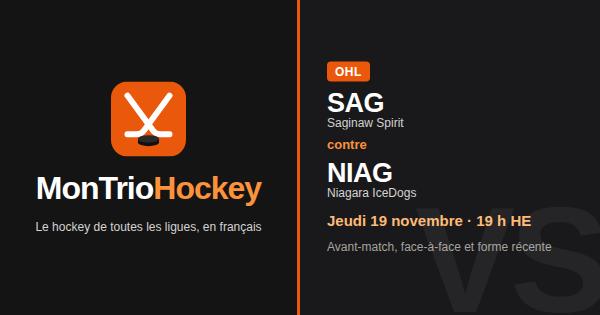 MonTrioHockey
Le hockey de toutes les ligues, en français
OHL
SAG
Saginaw Spirit
contre
NIAG
Niagara IceDogs
Jeudi 19 novembre · 19 h HE
Avant-match, face-à-face et forme récente
VS